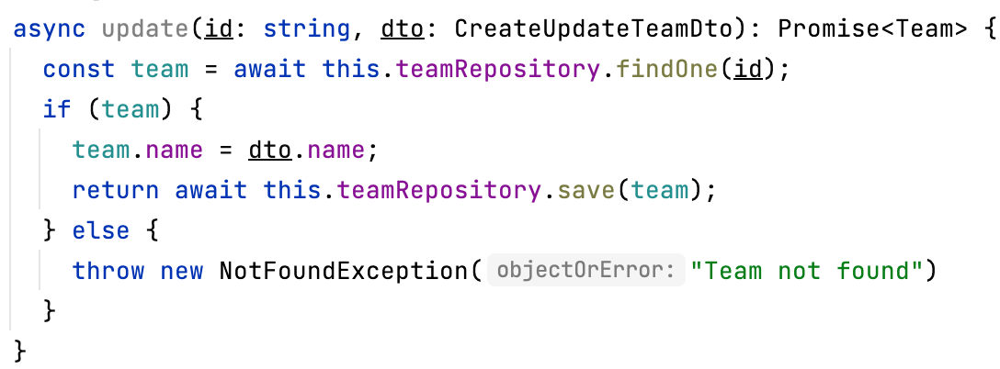 async update(id: string, dto: CreateUpdateTeamDto): Promise<Team> {
const team = await this.teamRepository.findOne(id);
if (team) {
team.name = dto.name;
return await this.teamRepository.save(team);
} else {
throw new NotFoundException( objectOrError: "Team not found")
}
}